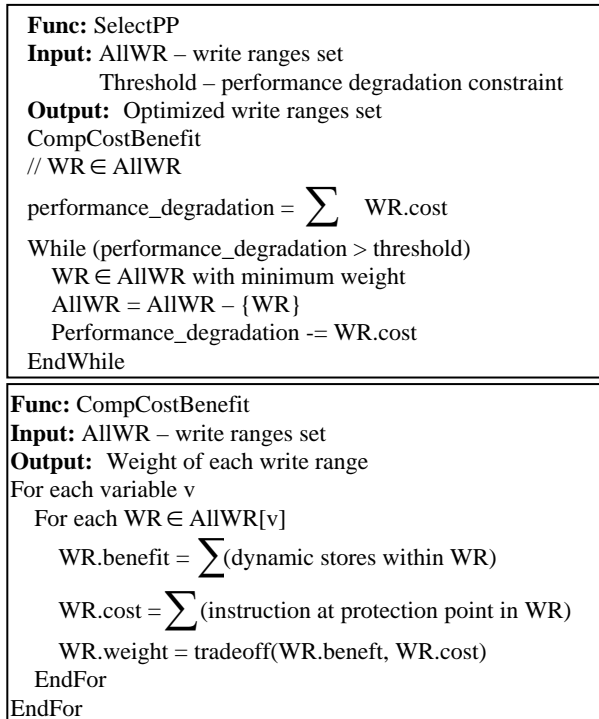 Func: SelectPP
Input: AllWR – write ranges set
Threshold – performance degradation constraint
Output: Optimized write ranges set
CompCostBenefit
// WR ∈ AllWR
performance_degradation = ∑ WR.cost
While (performance_degradation > threshold)
WR ∈ AllWR with minimum weight
AllWR = AllWR – {WR}
Performance_degradation -= WR.cost
EndWhile
Func: CompCostBenefit
Input: AllWR – write ranges set
Output: Weight of each write range
For each variable v
For each WR ∈ AllWR[v]
WR.benefit = ∑(dynamic stores within WR)
WR.cost = ∑(instruction at protection point in WR)
WR.weight = tradeoff(WR.beneft, WR.cost)
EndFor
EndFor